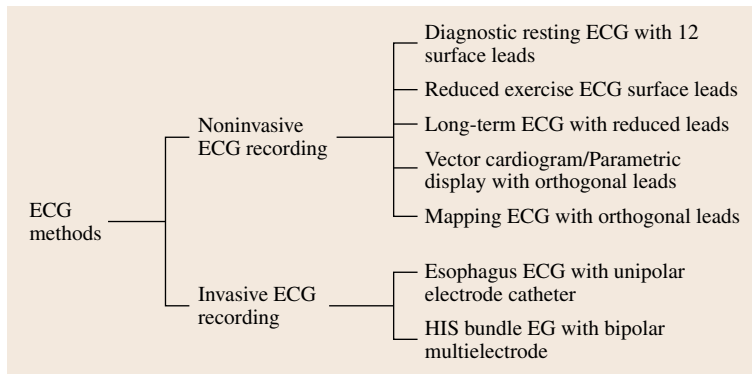 ECG
methods
Noninvasive
ECG recording
Diagnostic resting ECG with 12
surface leads
Reduced exercise ECG surface leads
Long-term ECG with reduced leads
Vector cardiogram/Parametric
display with orthogonal leads
Mapping ECG with orthogonal leads
Invasive ECG
recording
Esophagus ECG with unipolar
electrode catheter
HIS bundle EG with bipolar
multielectrode